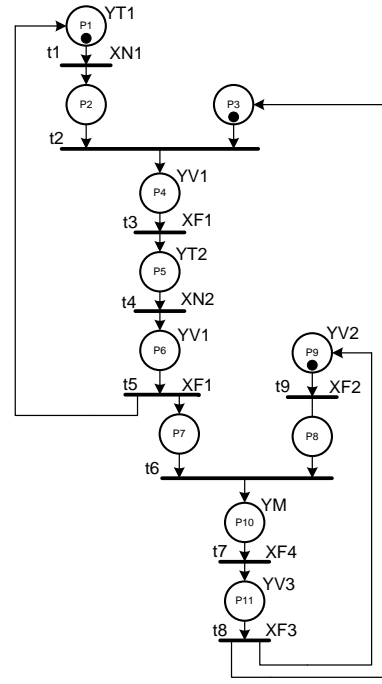 YT1
P1
t1 XN1
P2 P3
t2
YV1
P4
t3 XF1
YT2
P5
t4 XN2
YV1 YV2
P6 P9
t5 XF1 t9 XF2
P7 P8
t6
YM
P10
t7 XF4
YV3
P11
t8 XF3